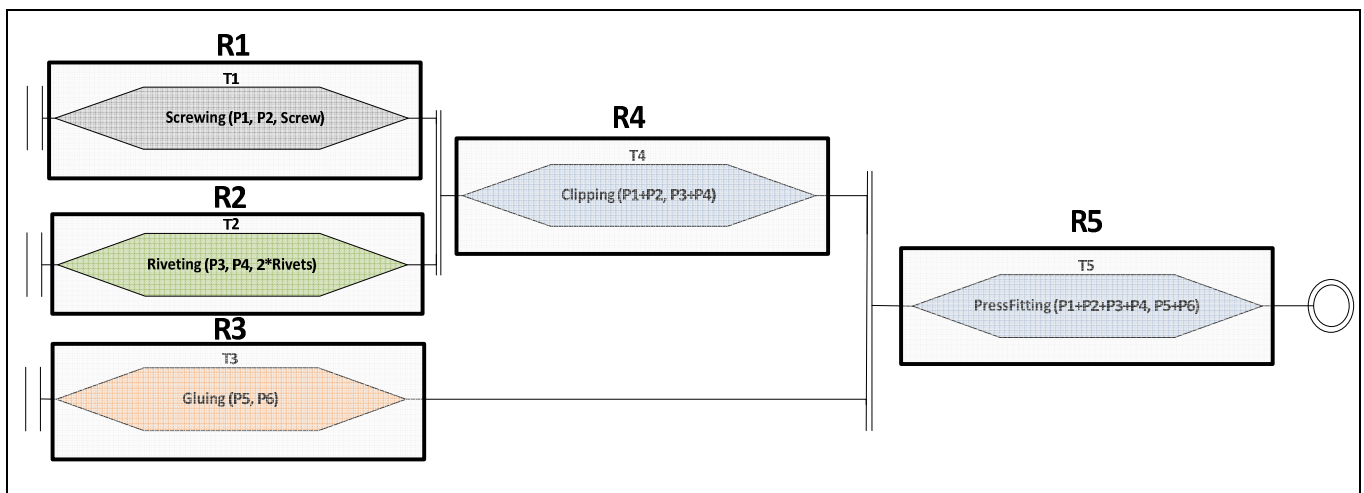 R1
T1
Screwing (P1, P2, Screw)
R2
T2
Riveting (P3, P4, 2*Rivets)
R3
T3
Gluing (P5, P6)
R4
T4
Clipping (P1+P2, P3+P4)
R5
T5
PressFitting (P1+P2+P3+P4, P5+P6)